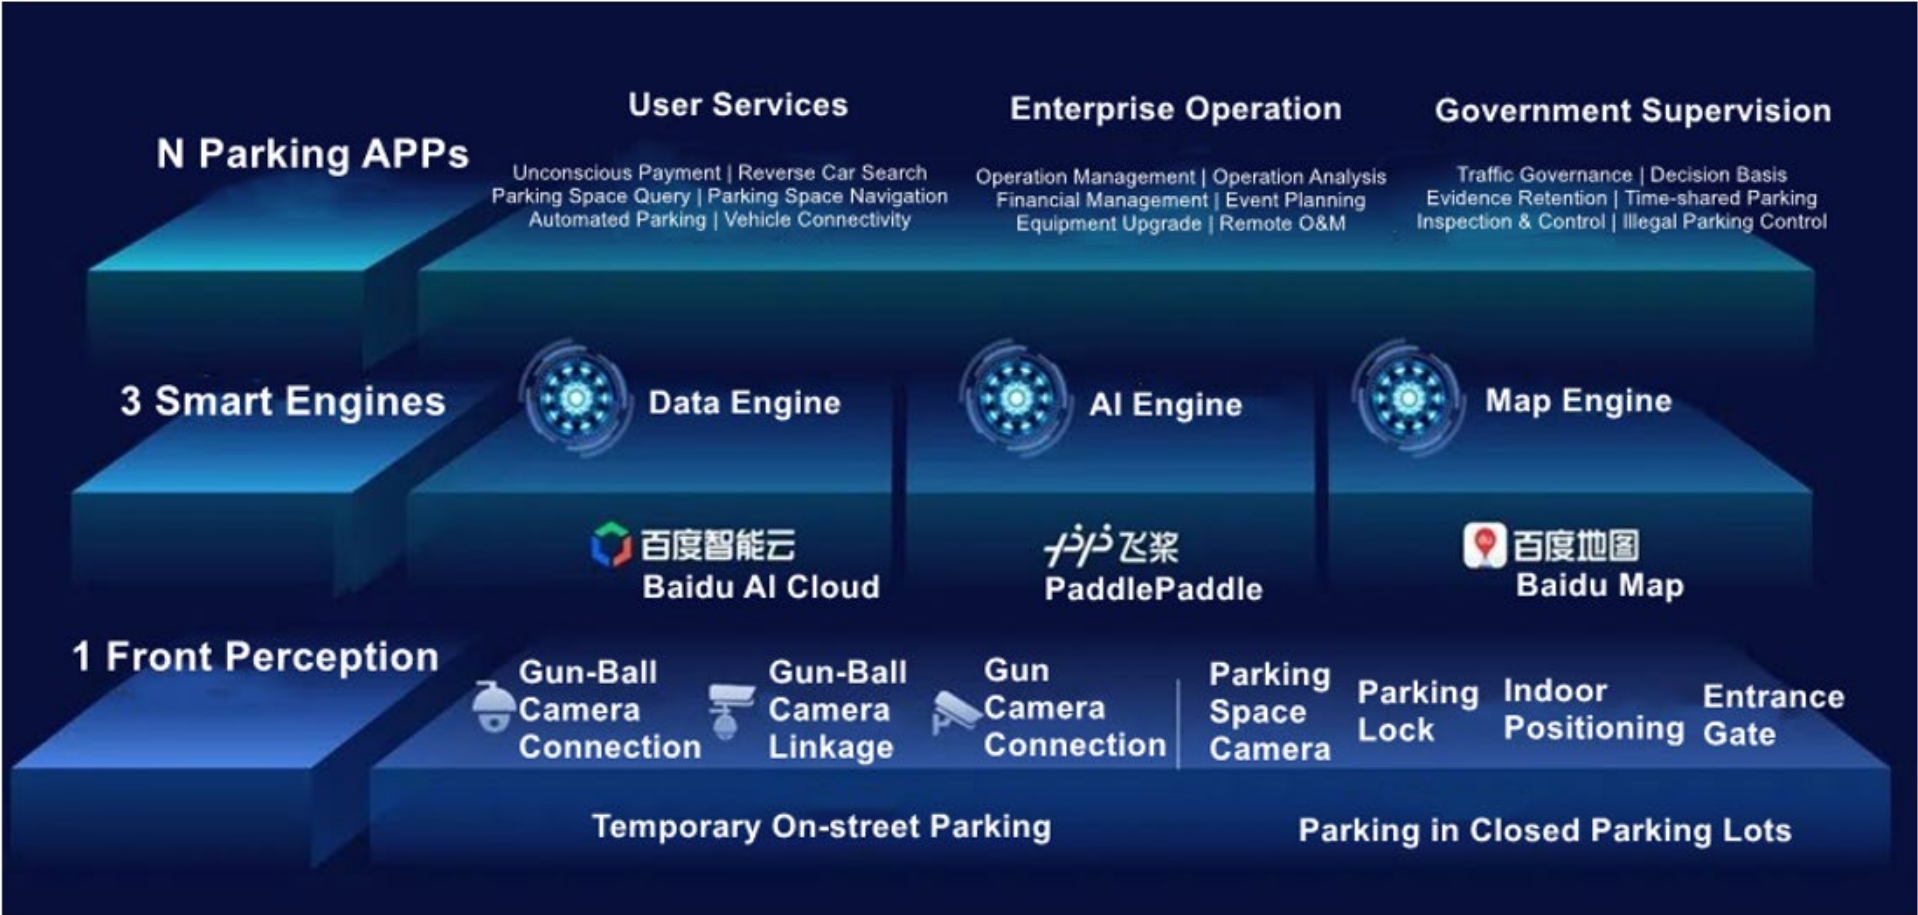 User Services
Enterprise Operation
Government Supervision
N Parking APPs
Unconscious Payment | Reverse Car Search
Parking Space Query | Parking Space Navigation
Automated Parking | Vehicle Connectivity
Operation Management | Operation Analysis
Financial Management | Event Planning
Equipment Upgrade | Remote O&M
Traffic Governance | Decision Basis
Evidence Retention | Time-shared Parking
Inspection & Control | Illegal Parking Control
3 Smart Engines
Data Engine
AI Engine
Map Engine
百度智能云
Baidu AI Cloud
飞桨
PaddlePaddle
百度地图
Baidu Map
1 Front Perception
Gun-Ball
Camera
Connection
Gun-Ball
Camera
Linkage
Gun
Camera
Connection
Parking
Space
Camera
Parking
Lock
Indoor
Positioning
Entrance
Gate
Temporary On-street Parking
Parking in Closed Parking Lots